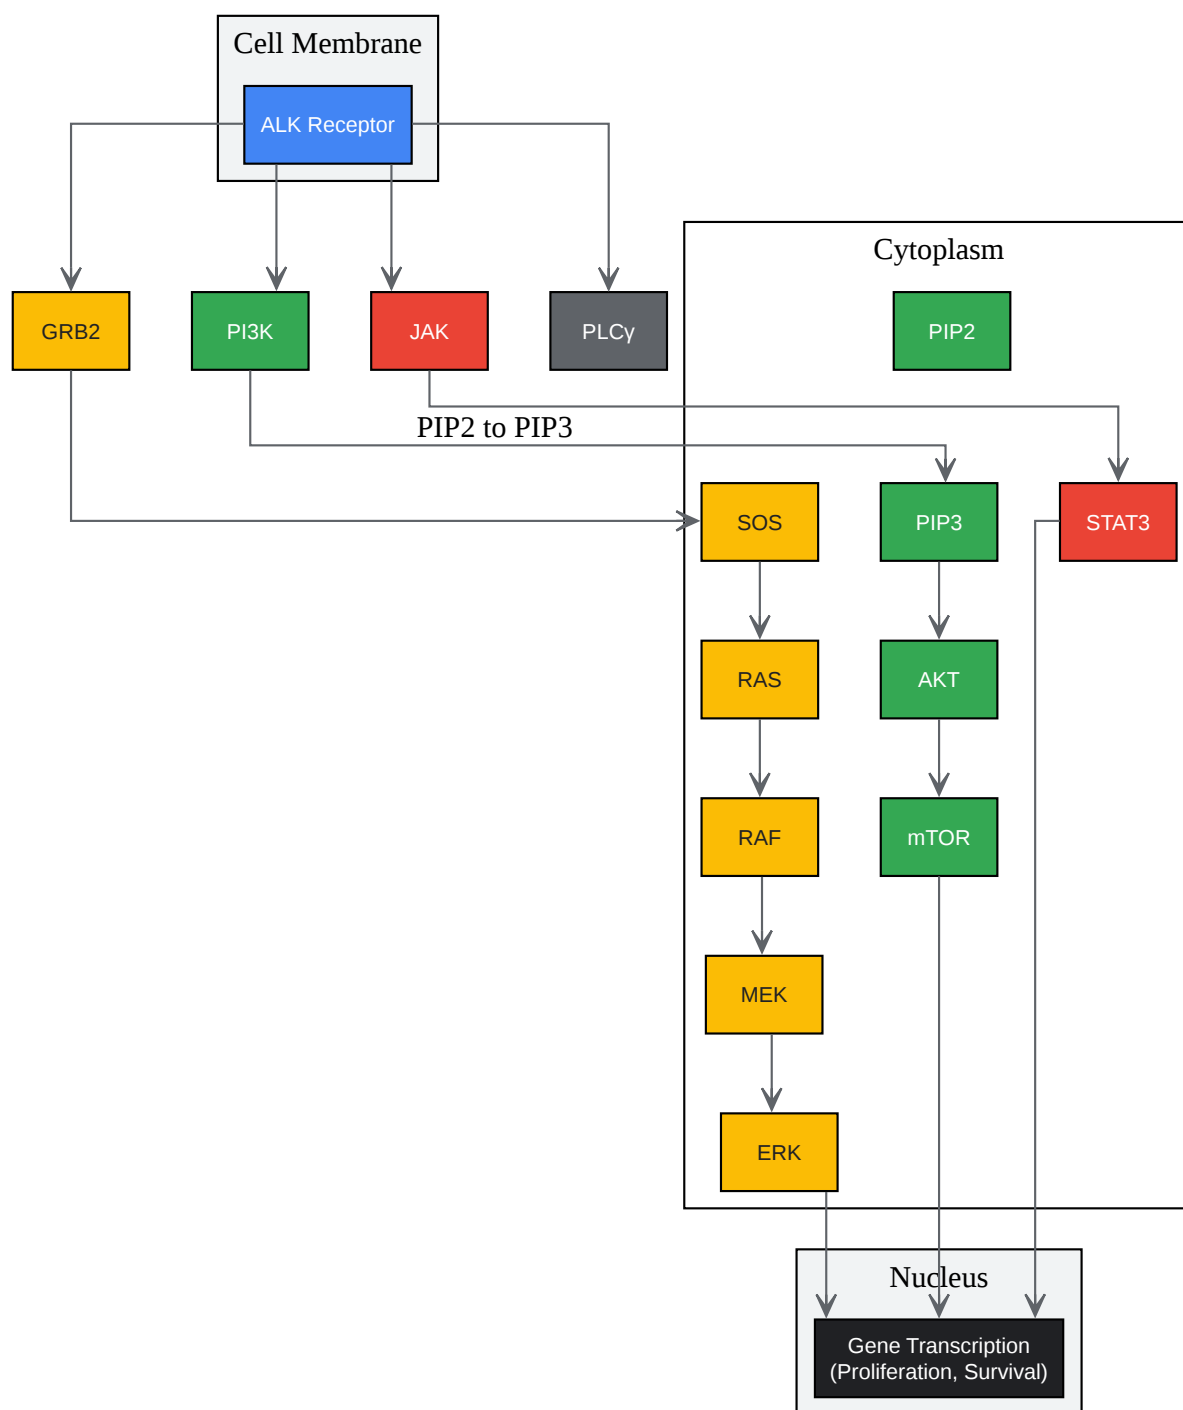 Cell Membrane
ALK Receptor
Cytoplasm
GRB2
PI3K
JAK
PLCγ
PIP2
PIP2 to PIP3
SOS
PIP3
STAT3
RAS
AKT
RAF
mTOR
MEK
ERK
Nucleus
Gene Transcription
(Proliferation, Survival)